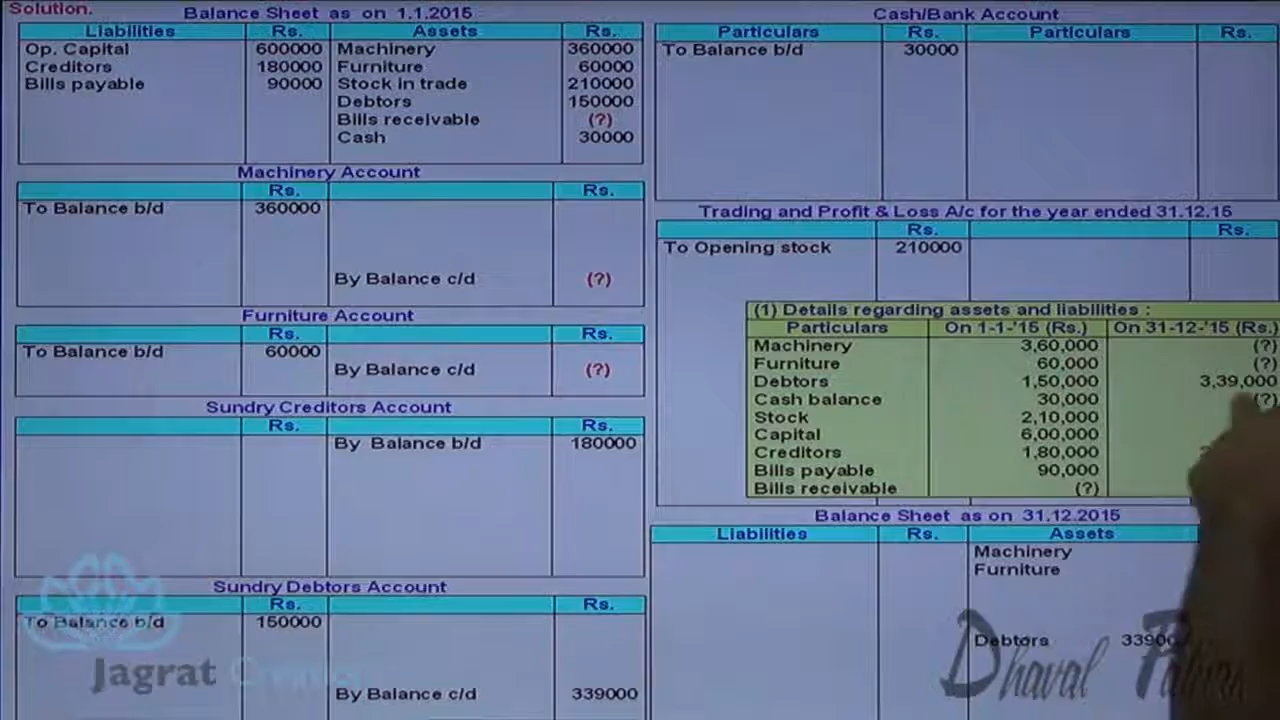 Solution.
Balance Sheet as on 1.1.2015
Liabilities Rs. Assets Rs.
Op. Capital 600000 Machinery 360000
Creditors 180000 Furniture 60000
Bills payable 90000 Stock in trade 210000
Debtors 150000
Bills receivable (?)
Cash 30000
Machinery Account
Rs. Rs.
To Balance b/d 360000
By Balance c/d (?)
Furniture Account
Rs. Rs.
To Balance b/d 60000
By Balance c/d (?)
Sundry Creditors Account
Rs. Rs.
By Balance b/d 180000
Sundry Debtors Account
Rs. Rs.
To Balance b/d 150000
By Balance c/d 339000
Jagrat
Cash/Bank Account
Particulars Rs. Particulars Rs.
To Balance b/d 30000
Trading and Profit & Loss A/c for the year ended 31.12.15
Rs. Rs.
To Opening stock 210000
(1) Details regarding assets and liabilities :
Particulars On 1-1-'15 (Rs.) On 31-12-'15 (Rs.)
Machinery 3,60,000 (?)
Furniture 60,000 (?)
Debtors 1,50,000 3,39,000
Cash balance 30,000 (?)
Stock 2,10,000
Capital 6,00,000
Creditors 1,80,000
Bills payable 90,000
Bills receivable (?)
Balance Sheet as on 31.12.2015
Liabilities Rs. Assets
Machinery
Furniture
Debtors
Dhaval